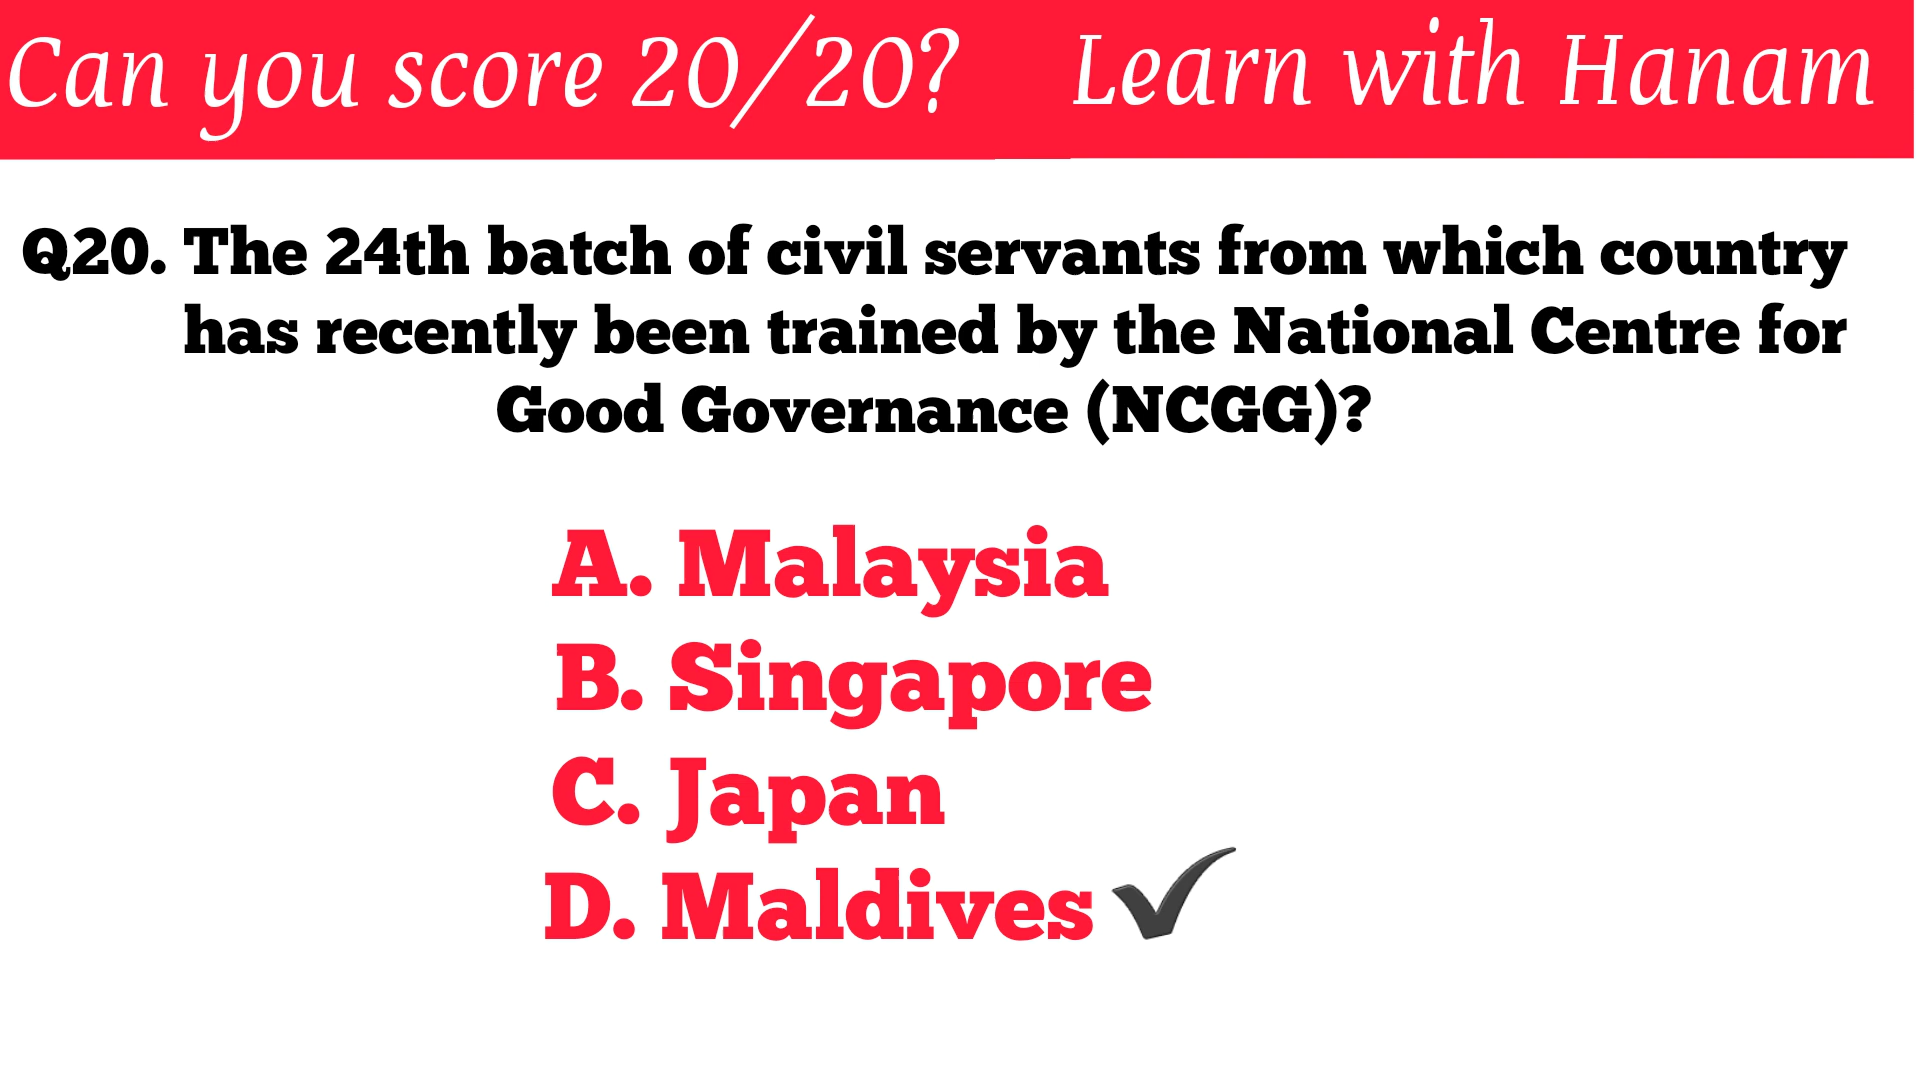 Can you score 20/20? Learn with Hanam
Q20. The 24th batch of civil servants from which country
has recently been trained by the National Centre for
Good Governance (NCGG)?
A. Malaysia
B. Singapore
C. Japan
D. Maldives ✔